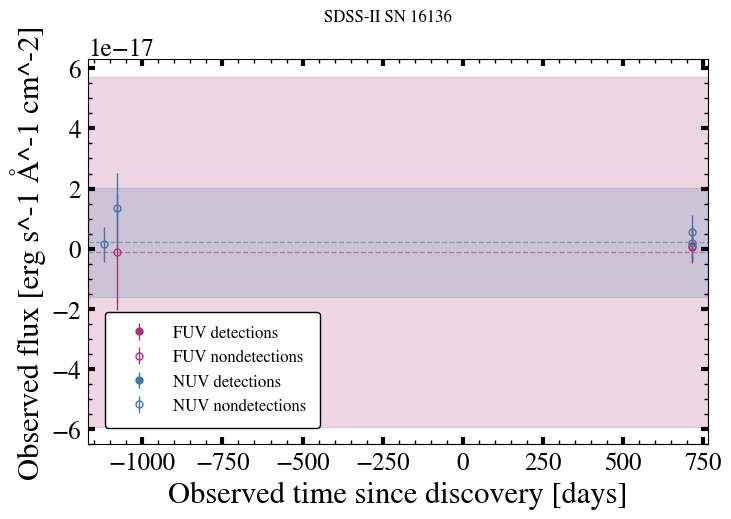 SDSS-II SN 16136
1e−17
Observed flux [erg s^-1 Å^-1 cm^-2]
6
4
2
0
−2
−4
−6
FUV detections
FUV nondetections
NUV detections
NUV nondetections
−1000 −750 −500 −250 0 250 500 750
Observed time since discovery [days]